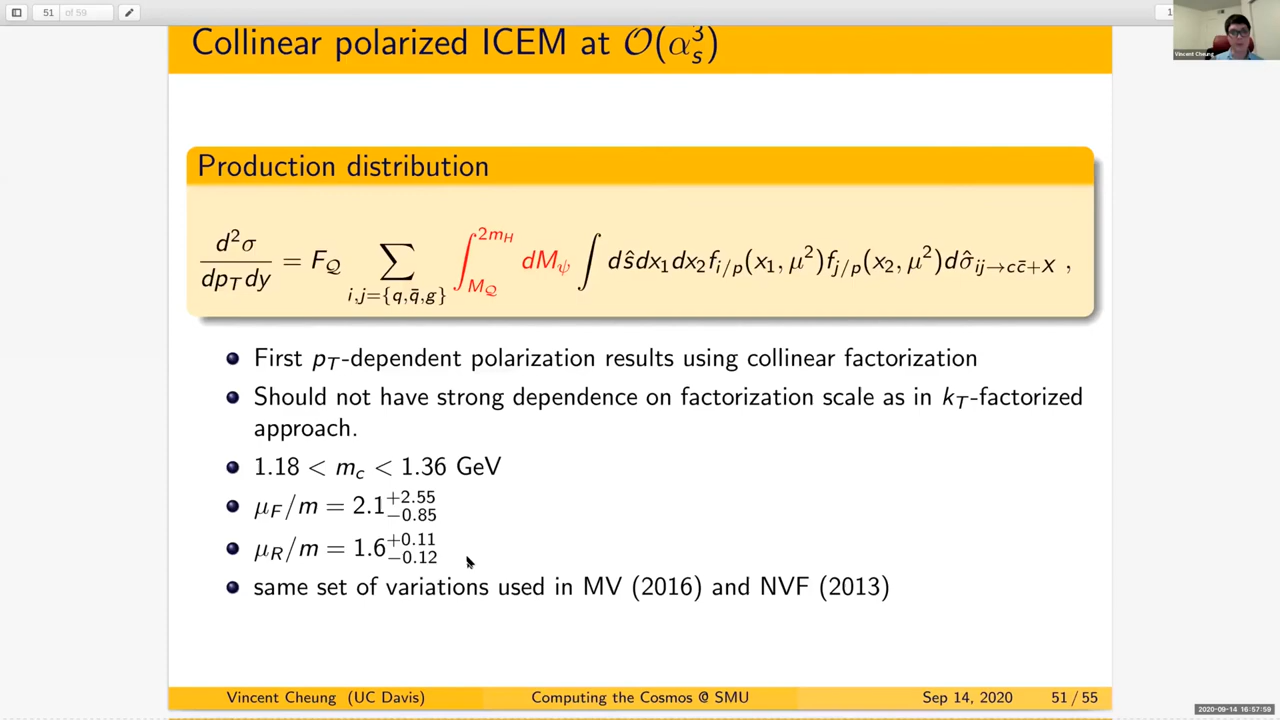 51 of 59
Vincent Cheung
Collinear polarized ICEM at 𝒪(α_s^3)
Production distribution
d²σ/dp_T dy = F_𝒬 ∑_{i,j={q,q̄,g}} ∫_{M_𝒬}^{2m_H} dM_ψ ∫ dŝdx₁dx₂f_{i/p}(x₁, μ²)f_{j/p}(x₂, μ²)dσ̂_{ij→cc̄+X} ,
First p_T-dependent polarization results using collinear factorization
Should not have strong dependence on factorization scale as in k_T-factorized
approach.
1.18 < m_c < 1.36 GeV
μ_F/m = 2.1^{+2.55}_{−0.85}
μ_R/m = 1.6^{+0.11}_{−0.12}
same set of variations used in MV (2016) and NVF (2013)
Vincent Cheung (UC Davis) Computing the Cosmos @ SMU Sep 14, 2020 51 / 55
2020-09-14 16:57:59